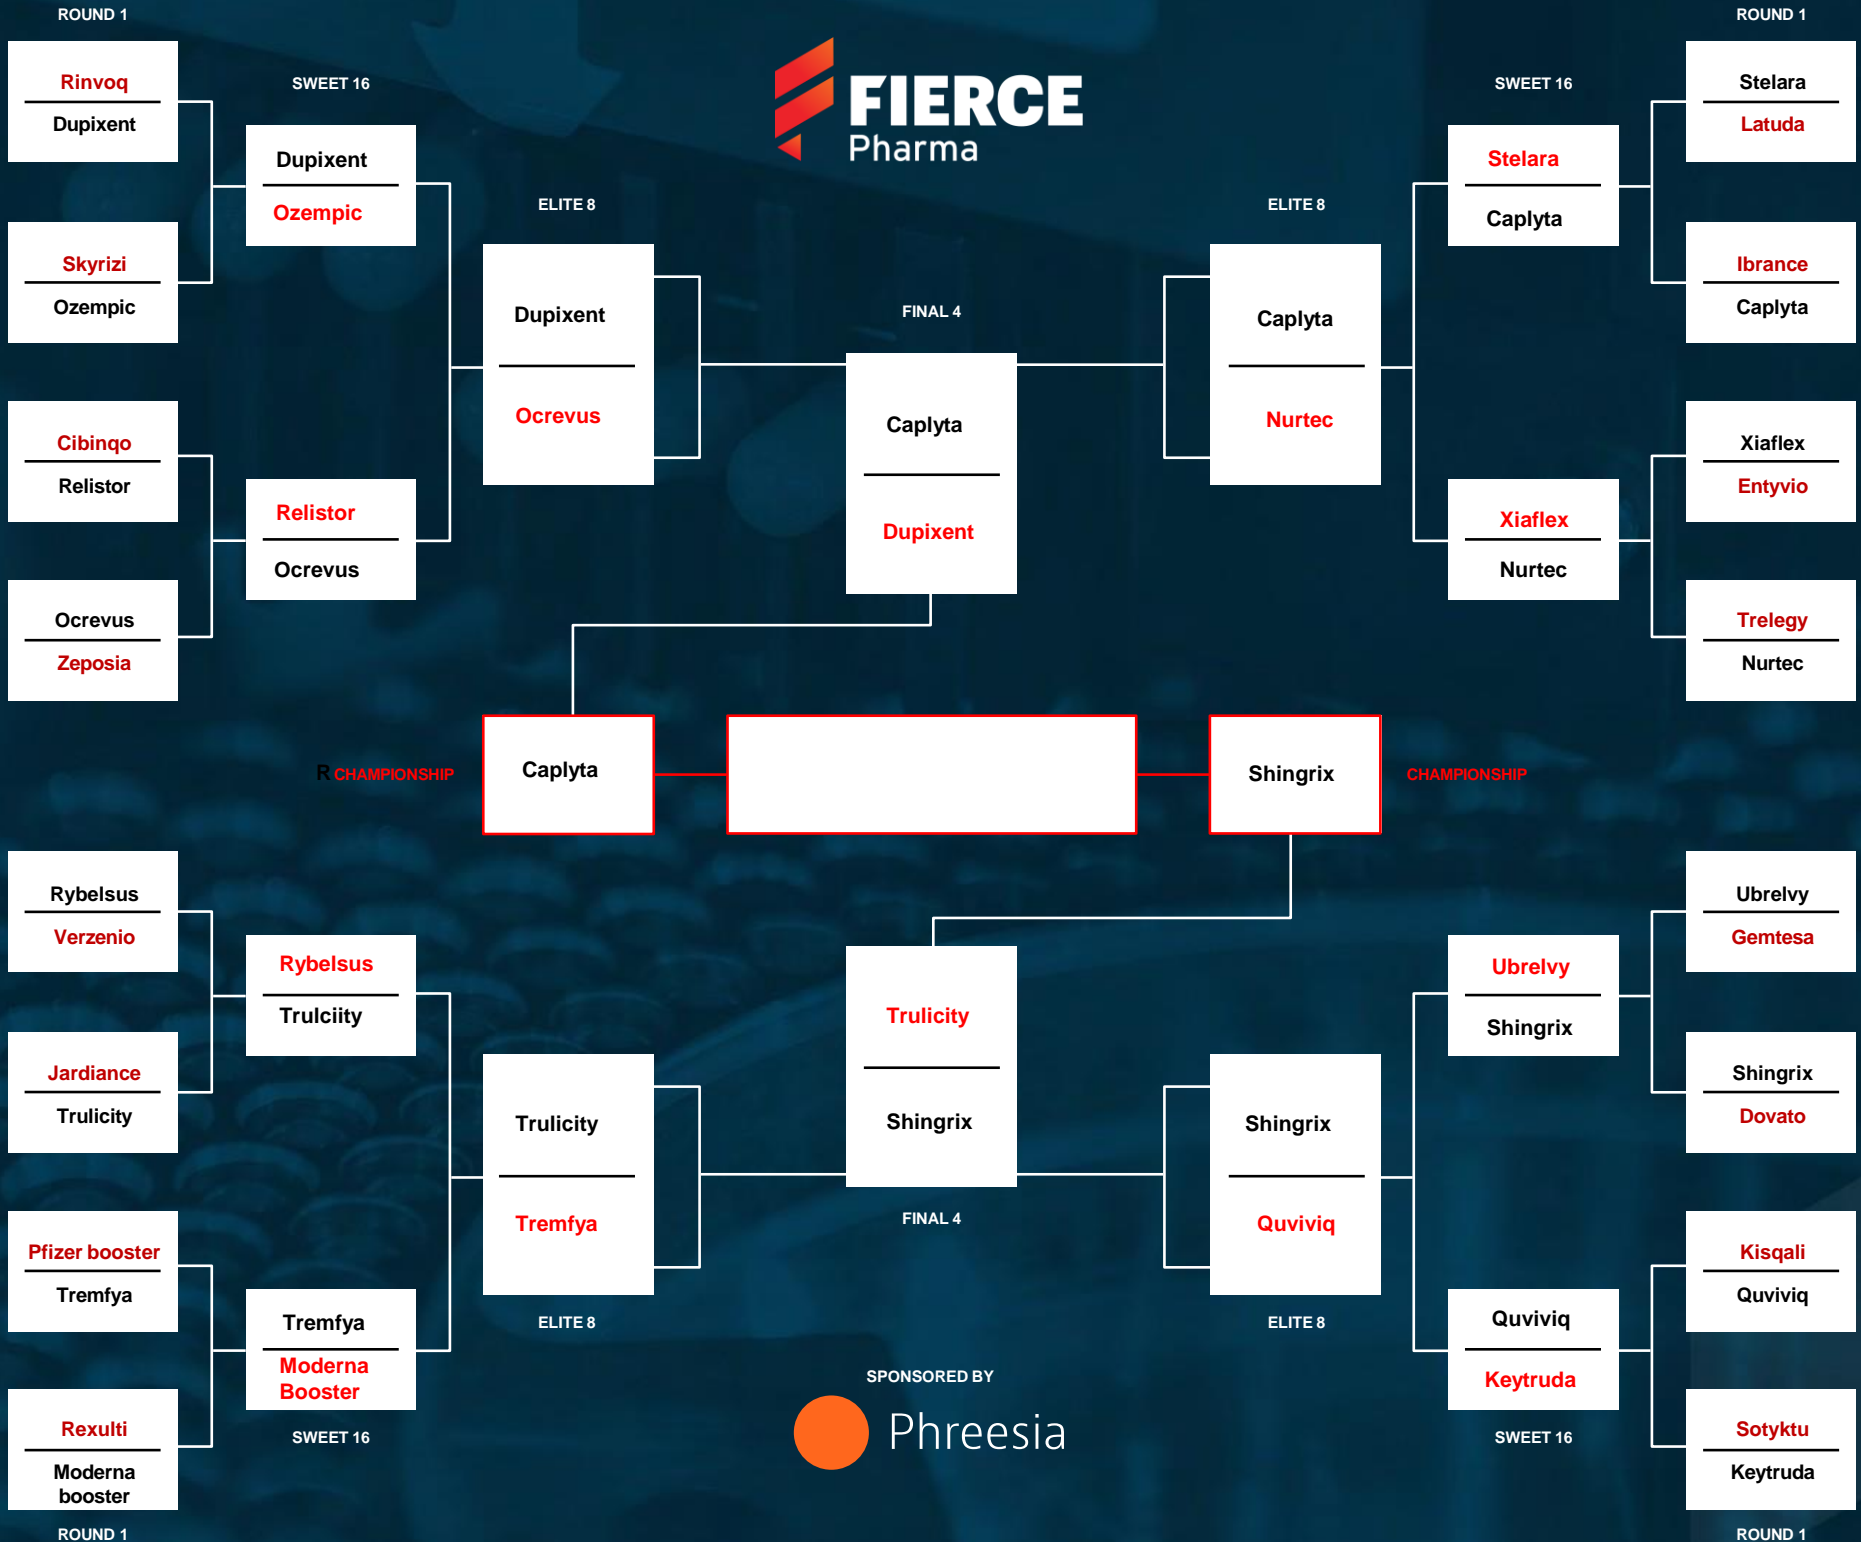 ROUND 1
ROUND 1
Rinvoq
Dupixent
SWEET 16
FIERCE
Pharma
SWEET 16
Stelara
Latuda
Dupixent
Ozempic
Stelara
Caplyta
ELITE 8
ELITE 8
Skyrizi
Ozempic
Ibrance
Caplyta
Dupixent
Ocrevus
FINAL 4
Caplyta
Nurtec
Caplyta
Dupixent
Cibinqo
Relistor
Xiaflex
Entyvio
Relistor
Ocrevus
Xiaflex
Nurtec
Ocrevus
Zeposia
Trelegy
Nurtec
R CHAMPIONSHIP
Caplyta
Shingrix
CHAMPIONSHIP
Rybelsus
Verzenio
Ubrelvy
Gemtesa
Rybelsus
Trulciity
Trulicity
Shingrix
Ubrelvy
Shingrix
Jardiance
Trulicity
Shingrix
Dovato
Trulicity
Tremfya
Shingrix
Quviviq
FINAL 4
Pfizer booster
Tremfya
Kisqali
Quviviq
ELITE 8
ELITE 8
Tremfya
Moderna
Booster
Quviviq
Keytruda
SPONSORED BY
Phreesia
SWEET 16
SWEET 16
Rexulti
Moderna
booster
Sotyktu
Keytruda
ROUND 1
ROUND 1